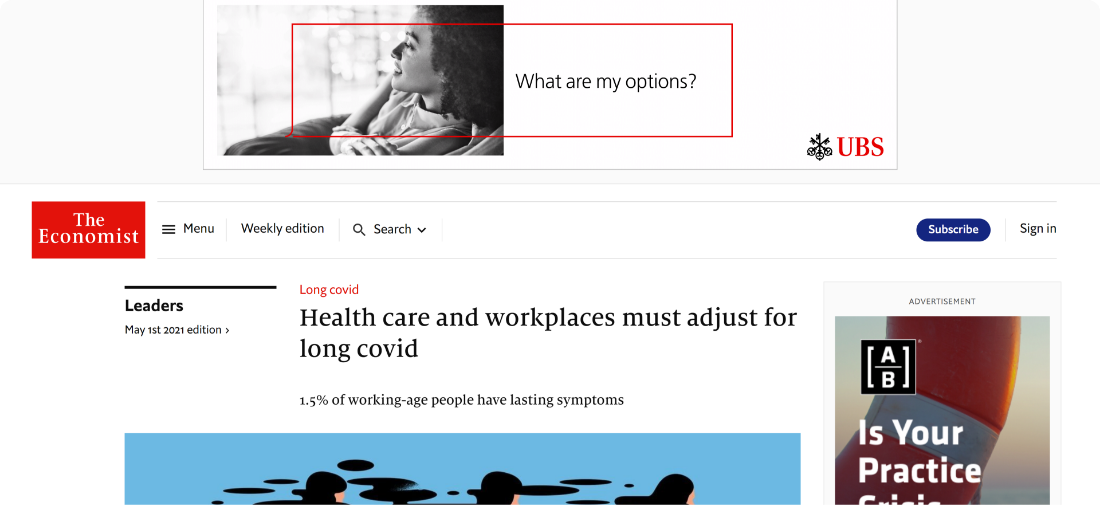 What are my options?
UBS
The
Economist
Menu
Weekly edition
Search
Subscribe
Sign in
Leaders
May 1st 2021 edition ›
Long covid
Health care and workplaces must adjust for
long covid
1.5% of working-age people have lasting symptoms
ADVERTISEMENT
[A
B]
Is Your
Practice
Crisis